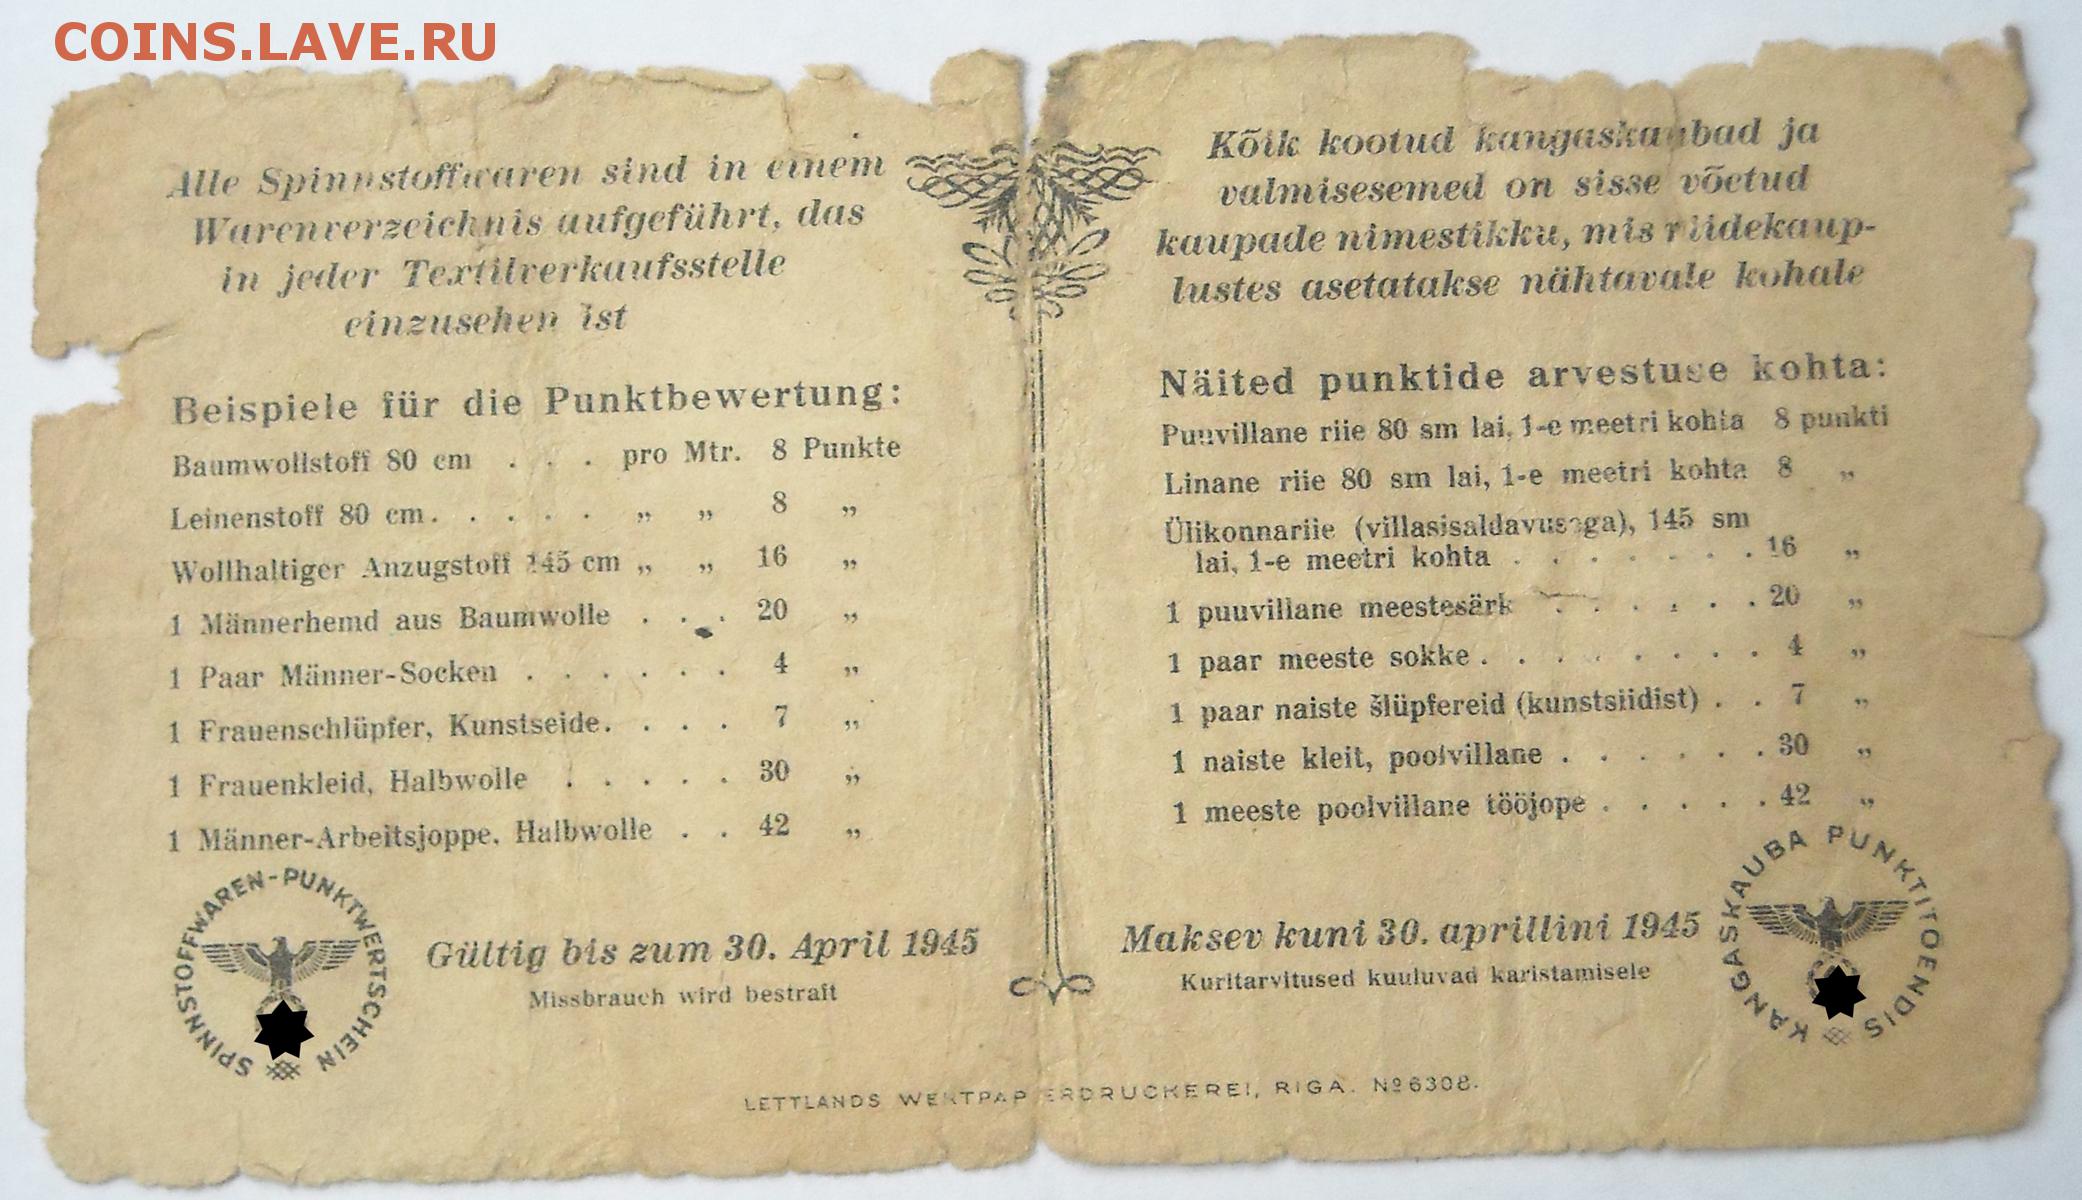 COINS.LAVE.RU
Alle Spinnstoffwaren sind in einem
Warenverzeichnis aufgeführt, das
in jeder Textilverkaufsstelle
einzusehen ist
Beispiele für die Punktbewertung:
Baumwollstoff 80 cm . . . pro Mtr. 8 Punkte
Leinenstoff 80 cm. . . . . „ „ 8 „
Wollhaltiger Anzugstoff 145 cm „ „ 16 „
1 Männerhemd aus Baumwolle . . . 20 „
1 Paar Männer-Socken . . . . . . 4 „
1 Frauenschlüpfer, Kunstseide. . . . 7 „
1 Frauenkleid, Halbwolle . . . . . 30 „
1 Männer-Arbeitsjoppe, Halbwolle . . 42 „
SPINNSTOFFWAREN-PUNKTWERTSCHEIN
Gültig bis zum 30. April 1945
Missbrauch wird bestraft
Kõik kootud kangaskaubad ja
valmisesemed on sisse võetud
kaupade nimestikku, mis riidekaup-
lustes asetatakse nähtavale kohale
Näited punktide arvestuse kohta:
Puuvillane riie 80 sm lai, 1-e meetri kohta 8 punkti
Linane riie 80 sm lai, 1-e meetri kohta 8 „
Ülikonnariie (villasisaldavusega), 145 sm
lai, 1-e meetri kohta . . . . . . . 16 „
1 puuvillane meestesärk . . . . . . 20 „
1 paar meeste sokke . . . . . . . . 4 „
1 paar naiste šlüpfereid (kunstsiidist) . . 7 „
1 naiste kleit, poolvillane . . . . . . 30 „
1 meeste poolvillane tööjope . . . . . 42 „
Maksev kuni 30. aprillini 1945
Kuritarvitused kuuluvad karistamisele
KANGASKAUBA PUNKTITOENDIS
LETTLANDS WERTPAPIERDRUCKEREI, RIGA. № 6308.